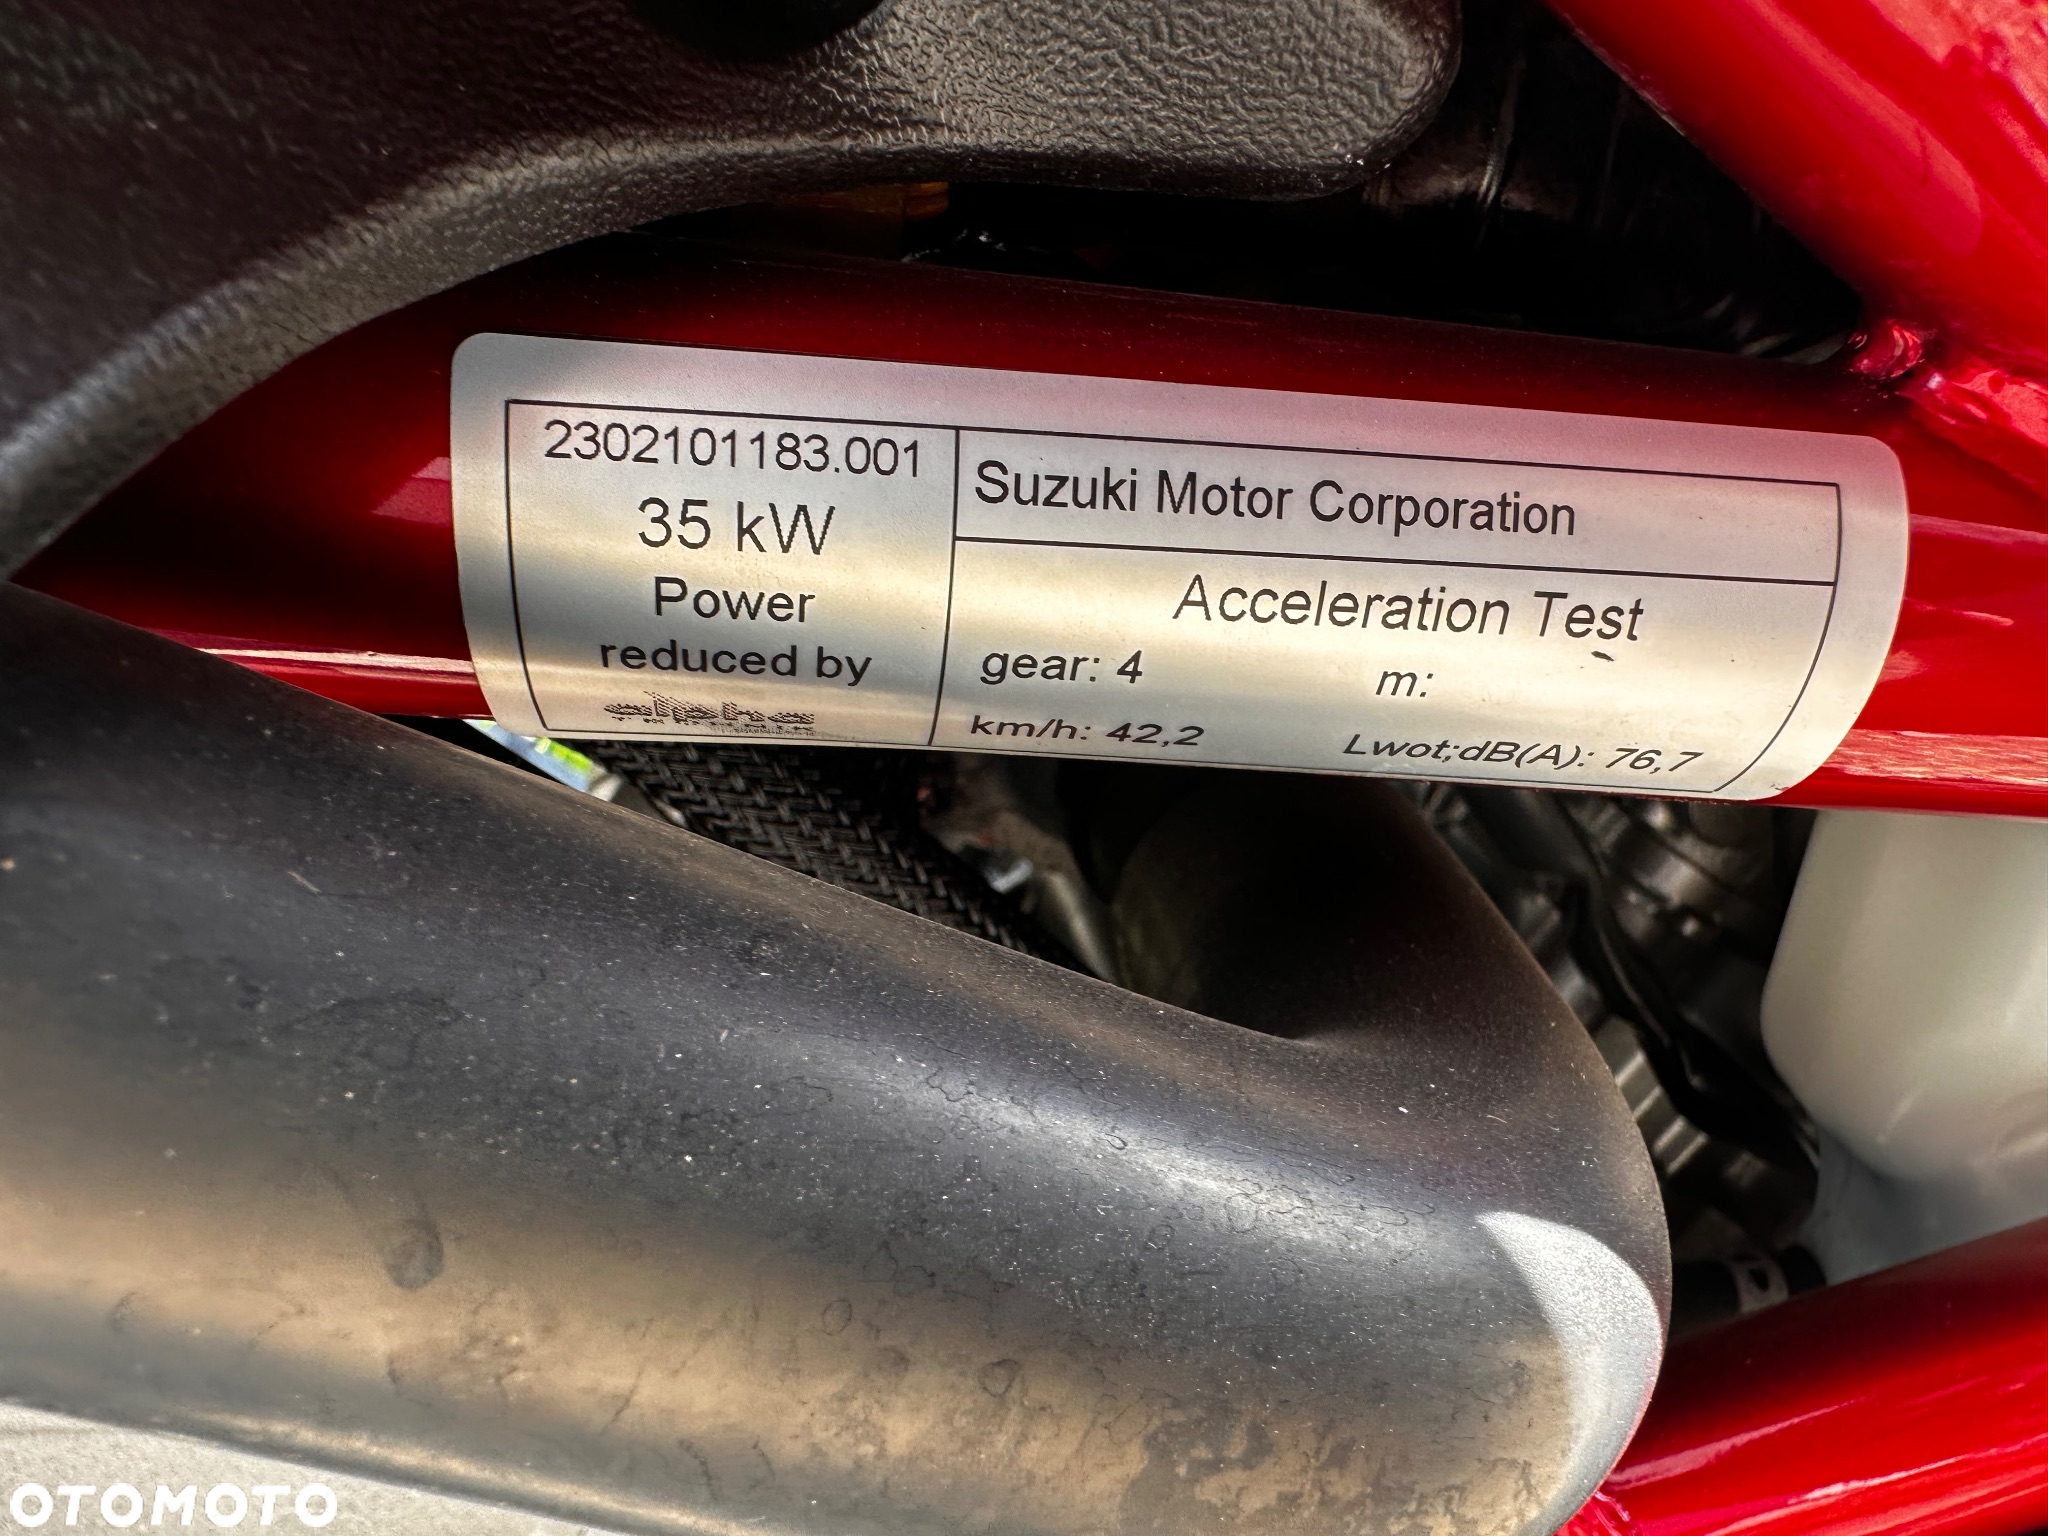 2302101183.001
35 kW
Power
reduced by
alpha
Suzuki Motor Corporation
Acceleration Test
gear: 4 m:
km/h: 42,2 Lwot;dB(A): 76,7
OTOMOTO